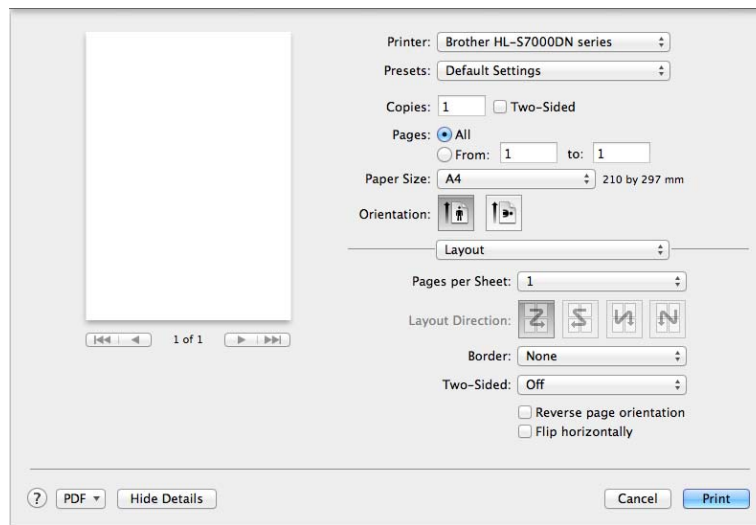 Printer: Brother HL-S7000DN series
Presets: Default Settings
Copies: 1 Two-Sided
Pages: All
From: 1 to: 1
Paper Size: A4 210 by 297 mm
Orientation:
Layout
Pages per Sheet: 1
Layout Direction:
1 of 1
Border: None
Two-Sided: Off
Reverse page orientation
Flip horizontally
? PDF Hide Details Cancel Print